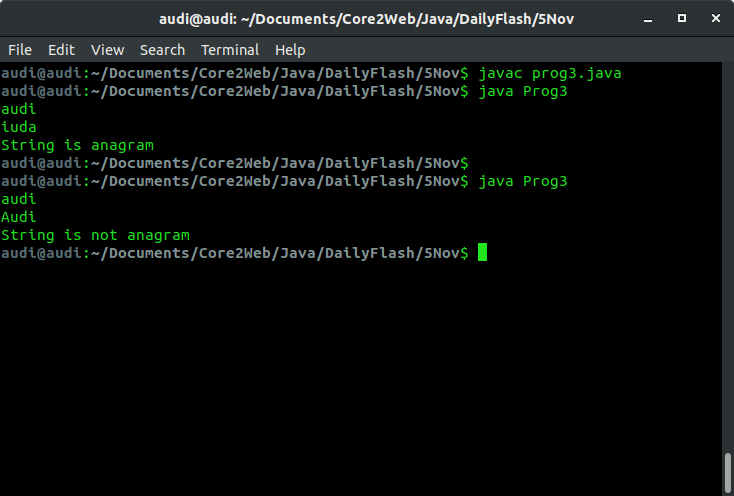 audi@audi: ~/Documents/Core2Web/Java/DailyFlash/5Nov
File Edit View Search Terminal Help
audi@audi:~/Documents/Core2Web/Java/DailyFlash/5Nov$ javac prog3.java
audi@audi:~/Documents/Core2Web/Java/DailyFlash/5Nov$ java Prog3
audi
iuda
String is anagram
audi@audi:~/Documents/Core2Web/Java/DailyFlash/5Nov$
audi@audi:~/Documents/Core2Web/Java/DailyFlash/5Nov$ java Prog3
audi
Audi
String is not anagram
audi@audi:~/Documents/Core2Web/Java/DailyFlash/5Nov$